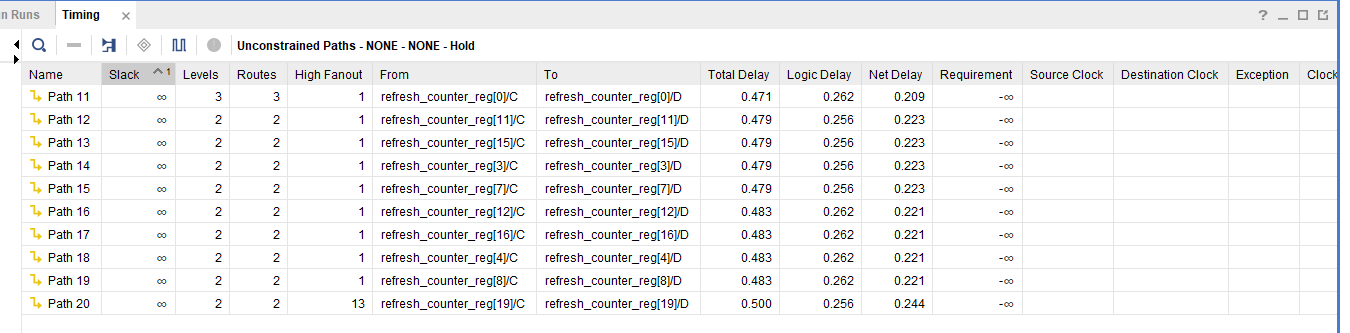 n Runs Timing ×
?
Unconstrained Paths - NONE - NONE - Hold
Name Slack 1 Levels Routes High Fanout From To Total Delay Logic Delay Net Delay Requirement Source Clock Destination Clock Exception Clock
Path 11 ∞ 3 3 1 refresh_counter_reg[0]/C refresh_counter_reg[0]/D 0.471 0.262 0.209 -∞
Path 12 ∞ 2 2 1 refresh_counter_reg[11]/C refresh_counter_reg[11]/D 0.479 0.256 0.223 -∞
Path 13 ∞ 2 2 1 refresh_counter_reg[15]/C refresh_counter_reg[15]/D 0.479 0.256 0.223 -∞
Path 14 ∞ 2 2 1 refresh_counter_reg[3]/C refresh_counter_reg[3]/D 0.479 0.256 0.223 -∞
Path 15 ∞ 2 2 1 refresh_counter_reg[7]/C refresh_counter_reg[7]/D 0.479 0.256 0.223 -∞
Path 16 ∞ 2 2 1 refresh_counter_reg[12]/C refresh_counter_reg[12]/D 0.483 0.262 0.221 -∞
Path 17 ∞ 2 2 1 refresh_counter_reg[16]/C refresh_counter_reg[16]/D 0.483 0.262 0.221 -∞
Path 18 ∞ 2 2 1 refresh_counter_reg[4]/C refresh_counter_reg[4]/D 0.483 0.262 0.221 -∞
Path 19 ∞ 2 2 1 refresh_counter_reg[8]/C refresh_counter_reg[8]/D 0.483 0.262 0.221 -∞
Path 20 ∞ 2 2 13 refresh_counter_reg[19]/C refresh_counter_reg[19]/D 0.500 0.256 0.244 -∞